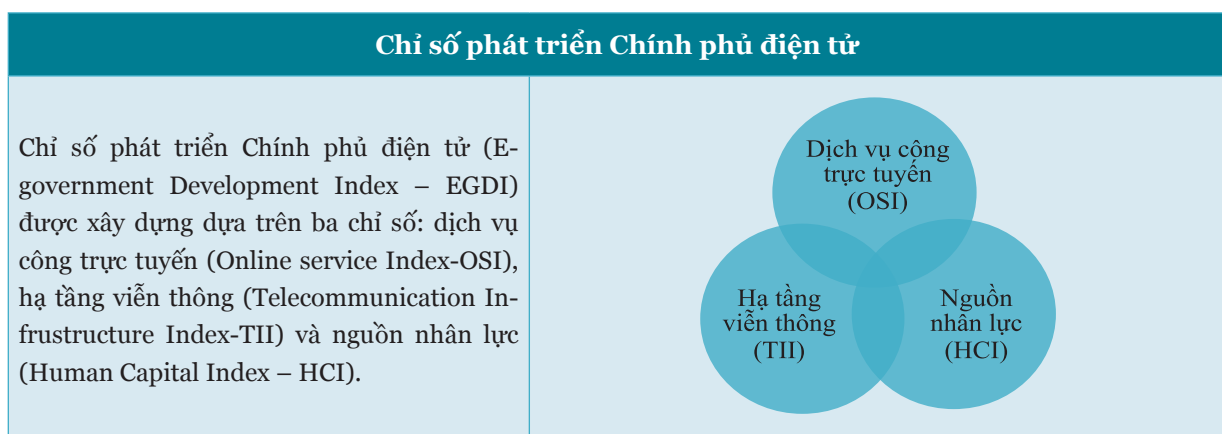 Chỉ số phát triển Chính phủ điện tử
Chỉ số phát triển Chính phủ điện tử (E-
government Development Index – EGDI)
được xây dựng dựa trên ba chỉ số: dịch vụ
công trực tuyến (Online service Index-OSI),
hạ tầng viễn thông (Telecommunication In-
frustructure Index-TII) và nguồn nhân lực
(Human Capital Index – HCI).
Dịch vụ công
trực tuyến
(OSI)
Hạ tầng
viễn thông
(TII)
Nguồn
nhân lực
(HCI)